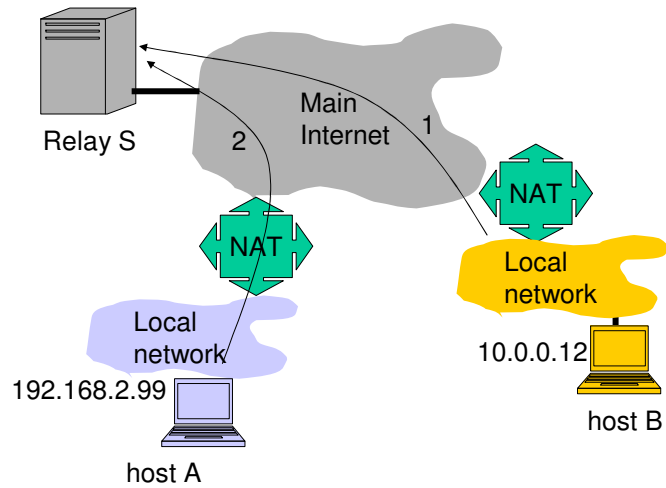 Relay S
Main
Internet
1
2
NAT
NAT
Local
network
Local
network
10.0.0.12
192.168.2.99
host B
host A